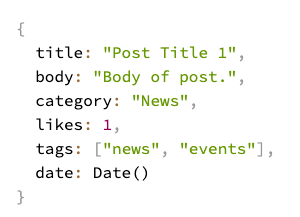 {
  title: "Post Title 1",
  body: "Body of post.",
  category: "News",
  likes: 1,
  tags: ["news", "events"],
  date: Date()
}